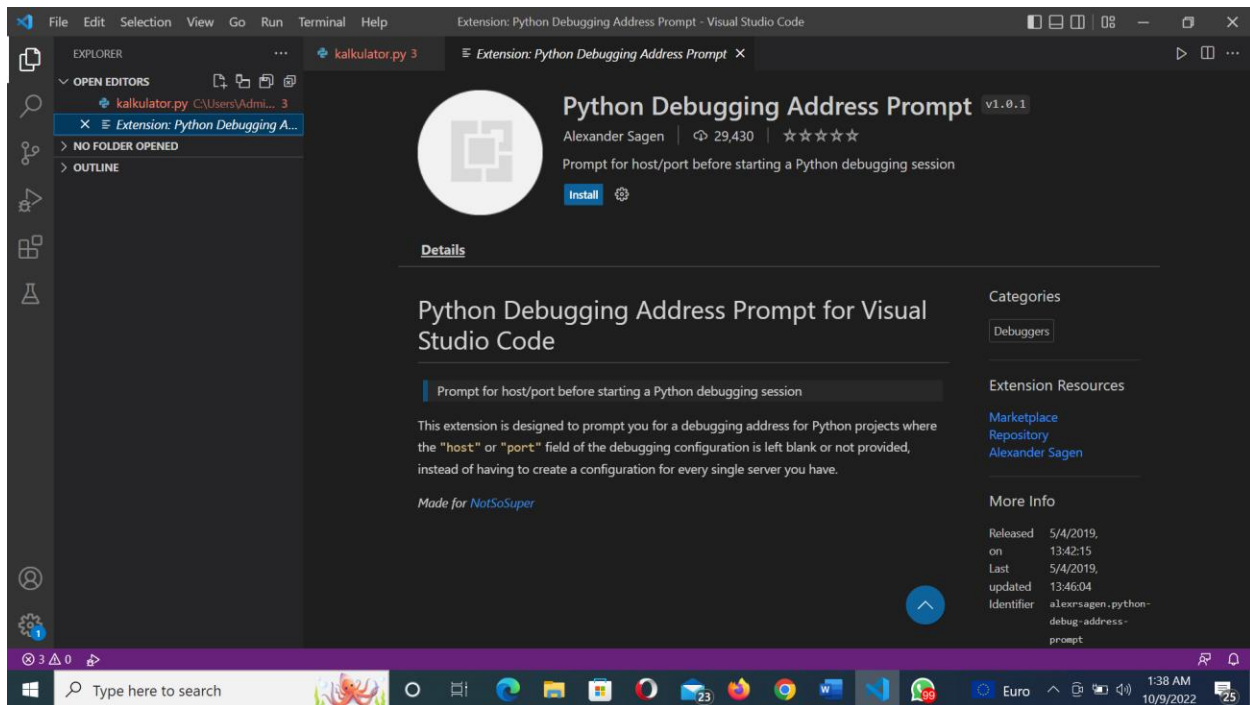 File Edit Selection View Go Run Terminal Help
Extension: Python Debugging Address Prompt - Visual Studio Code
EXPLORER
kalkulator.py 3
Extension: Python Debugging Address Prompt
OPEN EDITORS
kalkulator.py C:\Users\Admi... 3
Extension: Python Debugging A...
NO FOLDER OPENED
OUTLINE
Python Debugging Address Prompt v1.0.1
Alexander Sagen 29,430
Prompt for host/port before starting a Python debugging session
Install
Details
Python Debugging Address Prompt for Visual
Studio Code
Prompt for host/port before starting a Python debugging session
This extension is designed to prompt you for a debugging address for Python projects where
the "host" or "port" field of the debugging configuration is left blank or not provided,
instead of having to create a configuration for every single server you have.
Made for NotSoSuper
Categories
Debuggers
Extension Resources
Marketplace
Repository
Alexander Sagen
More Info
Released on 5/4/2019, 13:42:15
Last updated 5/4/2019, 13:46:04
Identifier alexrsagen.python-
debug-address-
prompt
1
3 0
Type here to search
23
99
Euro
1:38 AM
10/9/2022
25